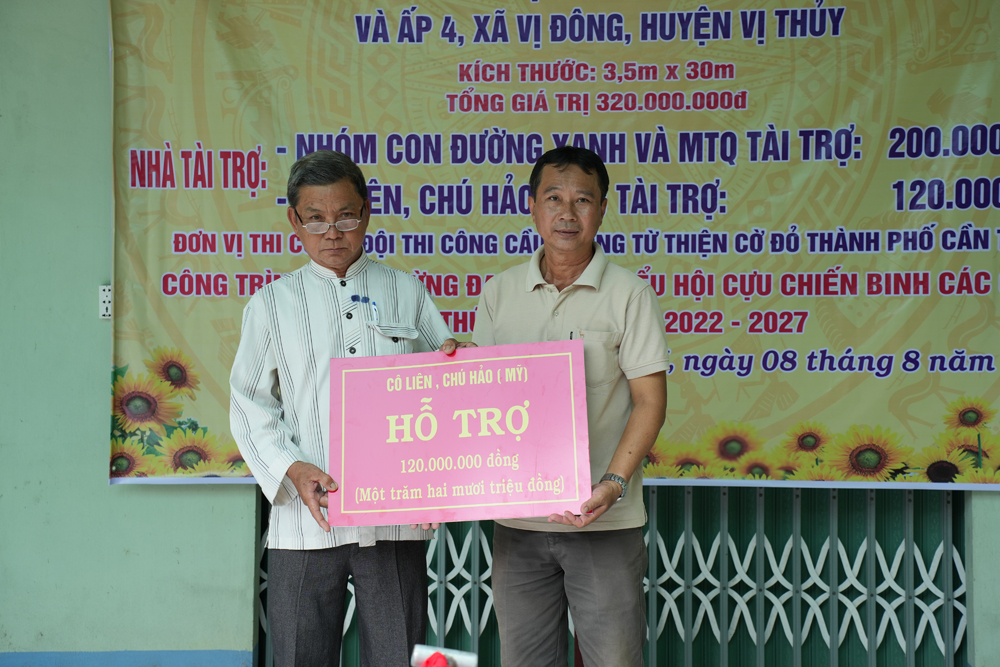 VÀ ẤP 4, XÃ VỊ ĐÔNG, HUYỆN VỊ THỦY
KÍCH THƯỚC: 3,5m x 30m
TỔNG GIÁ TRỊ 320.000.000đ
NHÀ TÀI TRỢ:
- NHÓM CON ĐƯỜNG XANH VÀ MTQ TÀI TRỢ: 200.000
- LIÊN, CHÚ HẢO TÀI TRỢ: 120.000
ĐƠN VỊ THI ĐỘI THI CÔNG CẦU TỪ THIỆN CỜ ĐỎ THÀNH PHỐ CẦN
CÔNG HỘI CỰU CHIẾN BINH CÁC
2022 - 2027
, ngày 08 tháng 8 năm
CÔ LIÊN , CHÚ HẢO ( MỸ)
HỖ TRỢ
120.000.000 đồng
(Một trăm hai mươi triệu đồng)